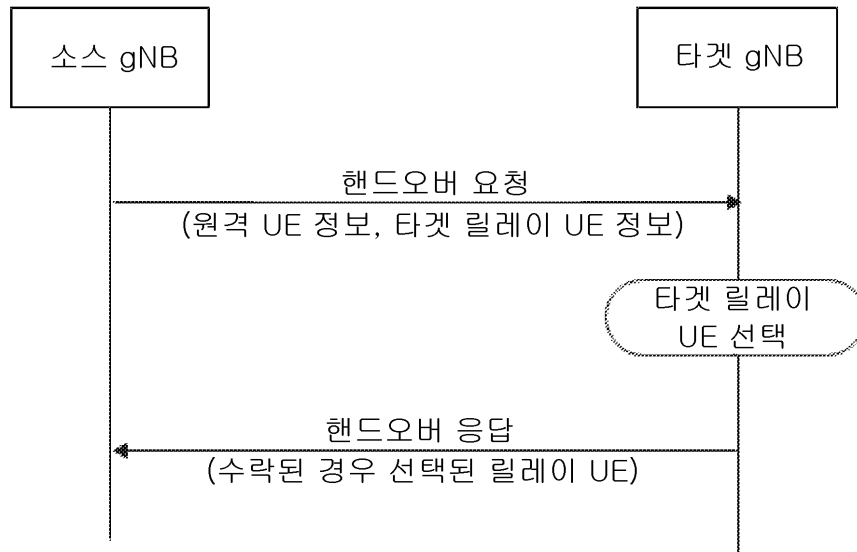 소스 gNB
타겟 gNB
핸드오버 요청
(원격 UE 정보, 타겟 릴레이 UE 정보)
타겟 릴레이
UE 선택
핸드오버 응답
(수락된 경우 선택된 릴레이 UE)